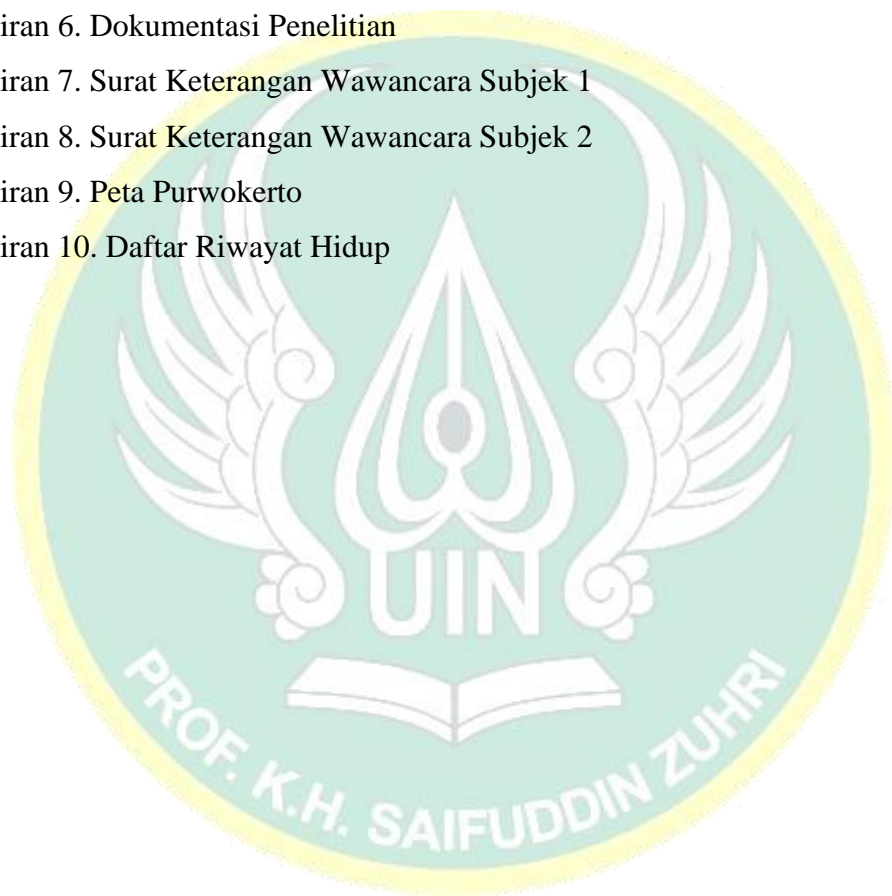 iran 6. Dokumentasi Penelitian
iran 7. Surat Keterangan Wawancara Subjek 1
iran 8. Surat Keterangan Wawancara Subjek 2
iran 9. Peta Purwokerto
iran 10. Daftar Riwayat Hidup
UIN
PROF. K.H. SAIFUDDIN ZUHRI